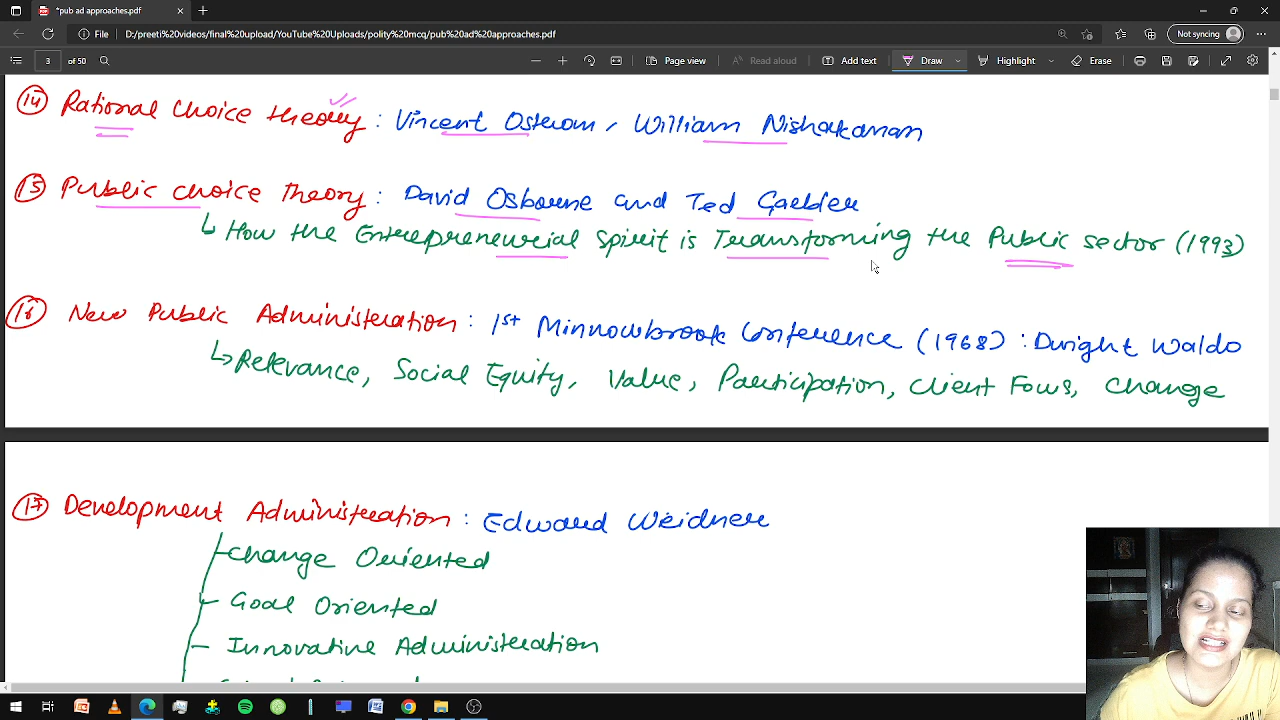 *pub ad approaches.pdf
File D:/preeti%20videos/final%20upload/YouTube%20Uploads/polity%20mcq/pub%20ad%20approaches.pdf
Not syncing
3 of 50
Page view
Read aloud
Add text
Draw
Highlight
Erase
14 Rational Choice theory : Vincent Ostrom, William Nishakanan
15 Public choice Theory : David Osbourne and Ted Gaebler
How the Entrepreneurial Spirit is Transforming the Public sector (1993)
16 New Public Administration : 1st Minnowbrook Conference (1968) : Dwight Waldo
Relevance, Social Equity, Value, Participation, Client Focus, Change
17 Development Administration : Edward Weidner
Change Oriented
Goal Oriented
Innovative Administration